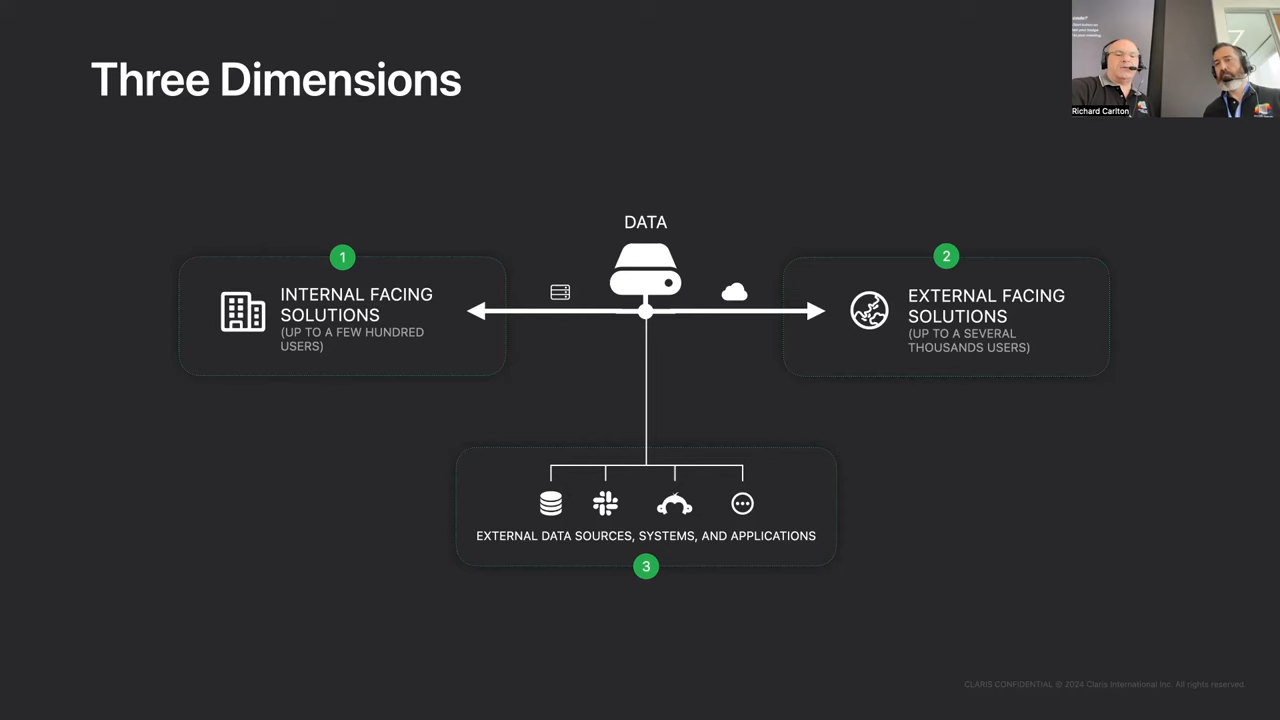 Three Dimensions
Richard Carlton
DATA
1
INTERNAL FACING
SOLUTIONS
(UP TO A FEW HUNDRED
USERS)
2
EXTERNAL FACING
SOLUTIONS
(UP TO A SEVERAL
THOUSANDS USERS)
EXTERNAL DATA SOURCES, SYSTEMS, AND APPLICATIONS
3
CLARIS CONFIDENTIAL © 2024 Claris International Inc. All rights reserved.